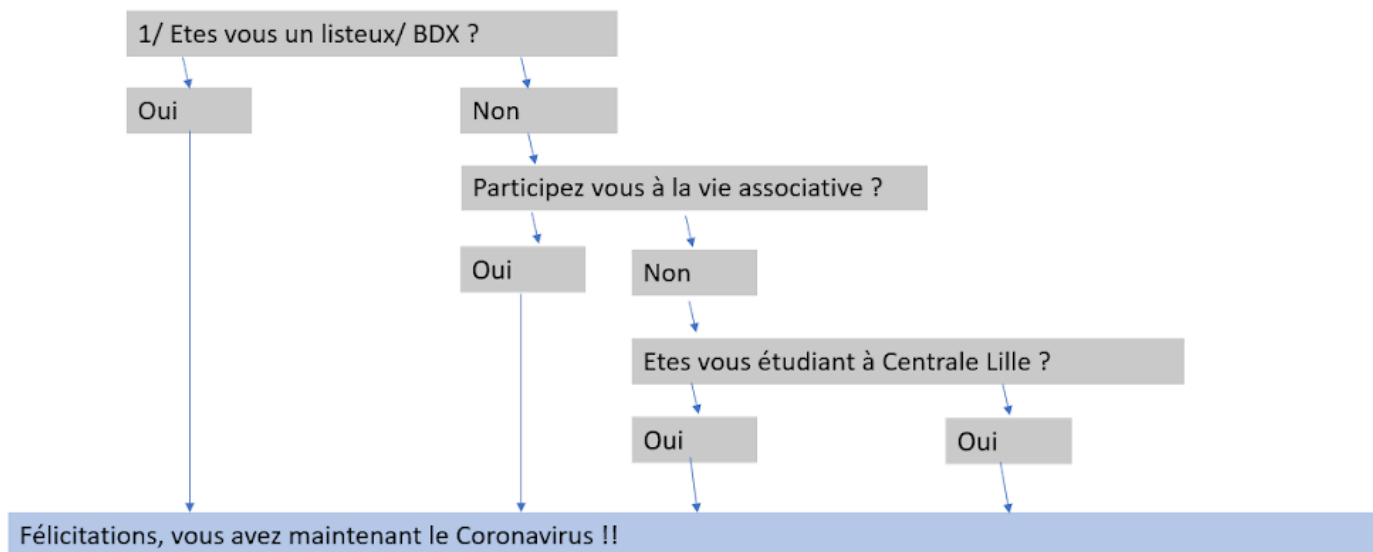 1/ Etes vous un listeux/ BDX ?
Oui
Non
Participez vous à la vie associative ?
Oui
Non
Etes vous étudiant à Centrale Lille ?
Oui
Oui
Félicitations, vous avez maintenant le Coronavirus !!